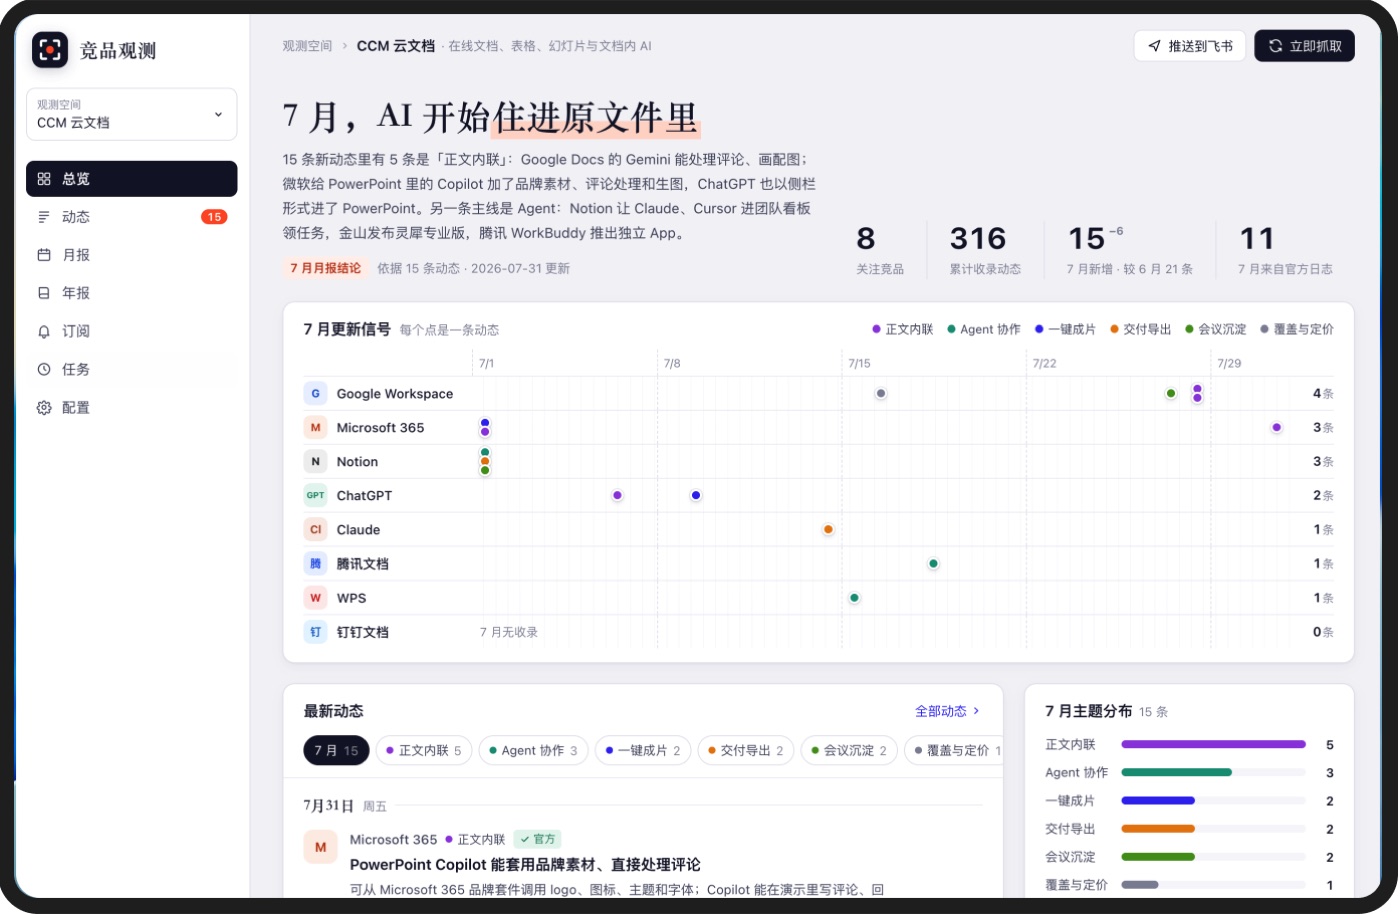 竞品观测
观测空间
CCM 云文档
总览
动态 15
月报
年报
订阅
任务
配置
观测空间 › CCM 云文档 · 在线文档、表格、幻灯片与文档内 AI
推送到飞书
立即抓取
7 月，AI 开始住进原文件里
15 条新动态里有 5 条是「正文内联」：Google Docs 的 Gemini 能处理评论、画配图；
微软给 PowerPoint 里的 Copilot 加了品牌素材、评论处理和生图，ChatGPT 也以侧栏
形式进了 PowerPoint。另一条主线是 Agent：Notion 让 Claude、Cursor 进团队看板
领任务，金山发布灵犀专业版，腾讯 WorkBuddy 推出独立 App。
7 月月报结论 依据 15 条动态 · 2026-07-31 更新
8
关注竞品
316
累计收录动态
15 −6
7 月新增 · 较 6 月 21 条
11
7 月来自官方日志
7 月更新信号 每个点是一条动态
正文内联 Agent 协作 一键成片 交付导出 会议沉淀 覆盖与定价
7/1 7/8 7/15 7/22 7/29
G Google Workspace 4 条
M Microsoft 365 3 条
N Notion 3 条
GPT ChatGPT 2 条
Cl Claude 1 条
腾 腾讯文档 1 条
W WPS 1 条
钉 钉钉文档 7 月无收录 0 条
最新动态 全部动态 ›
7 月 15 正文内联 5 Agent 协作 3 一键成片 2 交付导出 2 会议沉淀 2 覆盖与定价 1
7月31日 周五
M
Microsoft 365 正文内联 ✓ 官方
PowerPoint Copilot 能套用品牌素材、直接处理评论
可从 Microsoft 365 品牌套件调用 logo、图标、主题和字体；Copilot 能在演示里写评论、回
7 月主题分布 15 条
正文内联 5
Agent 协作 3
一键成片 2
交付导出 2
会议沉淀 2
覆盖与定价 1